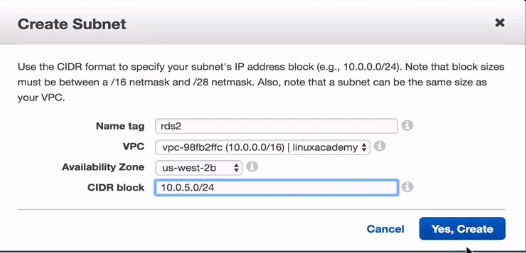 Create Subnet ×
Use the CIDR format to specify your subnet's IP address block (e.g., 10.0.0.0/24). Note that block sizes
must be between a /16 netmask and /28 netmask. Also, note that a subnet can be the same size as
your VPC.
Name tag rds2
VPC vpc-98fb2ffc (10.0.0.0/16) | linuxacademy
Availability Zone us-west-2b
CIDR block 10.0.5.0/24
Cancel Yes, Create